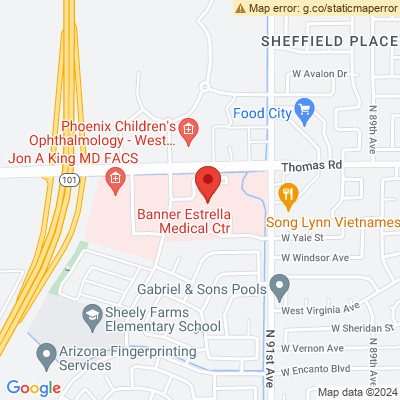 Map error: g.co/staticmaperror
SHEFFIELD PLACE
W Avalon Dr
N 89th Ave
Food City
Phoenix Children's
Ophthalmology - West...
Jon A King MD FACS
Thomas Rd
101
Banner Estrella
Medical Ctr
Song Lynn Vietnames
W Yale St
W Windsor Ave
Gabriel & Sons Pools
West Virginia Ave
Sheely Farms
Elementary School
W Sheridan St
N 91st Ave
W Vernon Ave
N 89th Ave
Arizona Fingerprinting
Services
W Encanto Blvd
Google
Map data ©2024